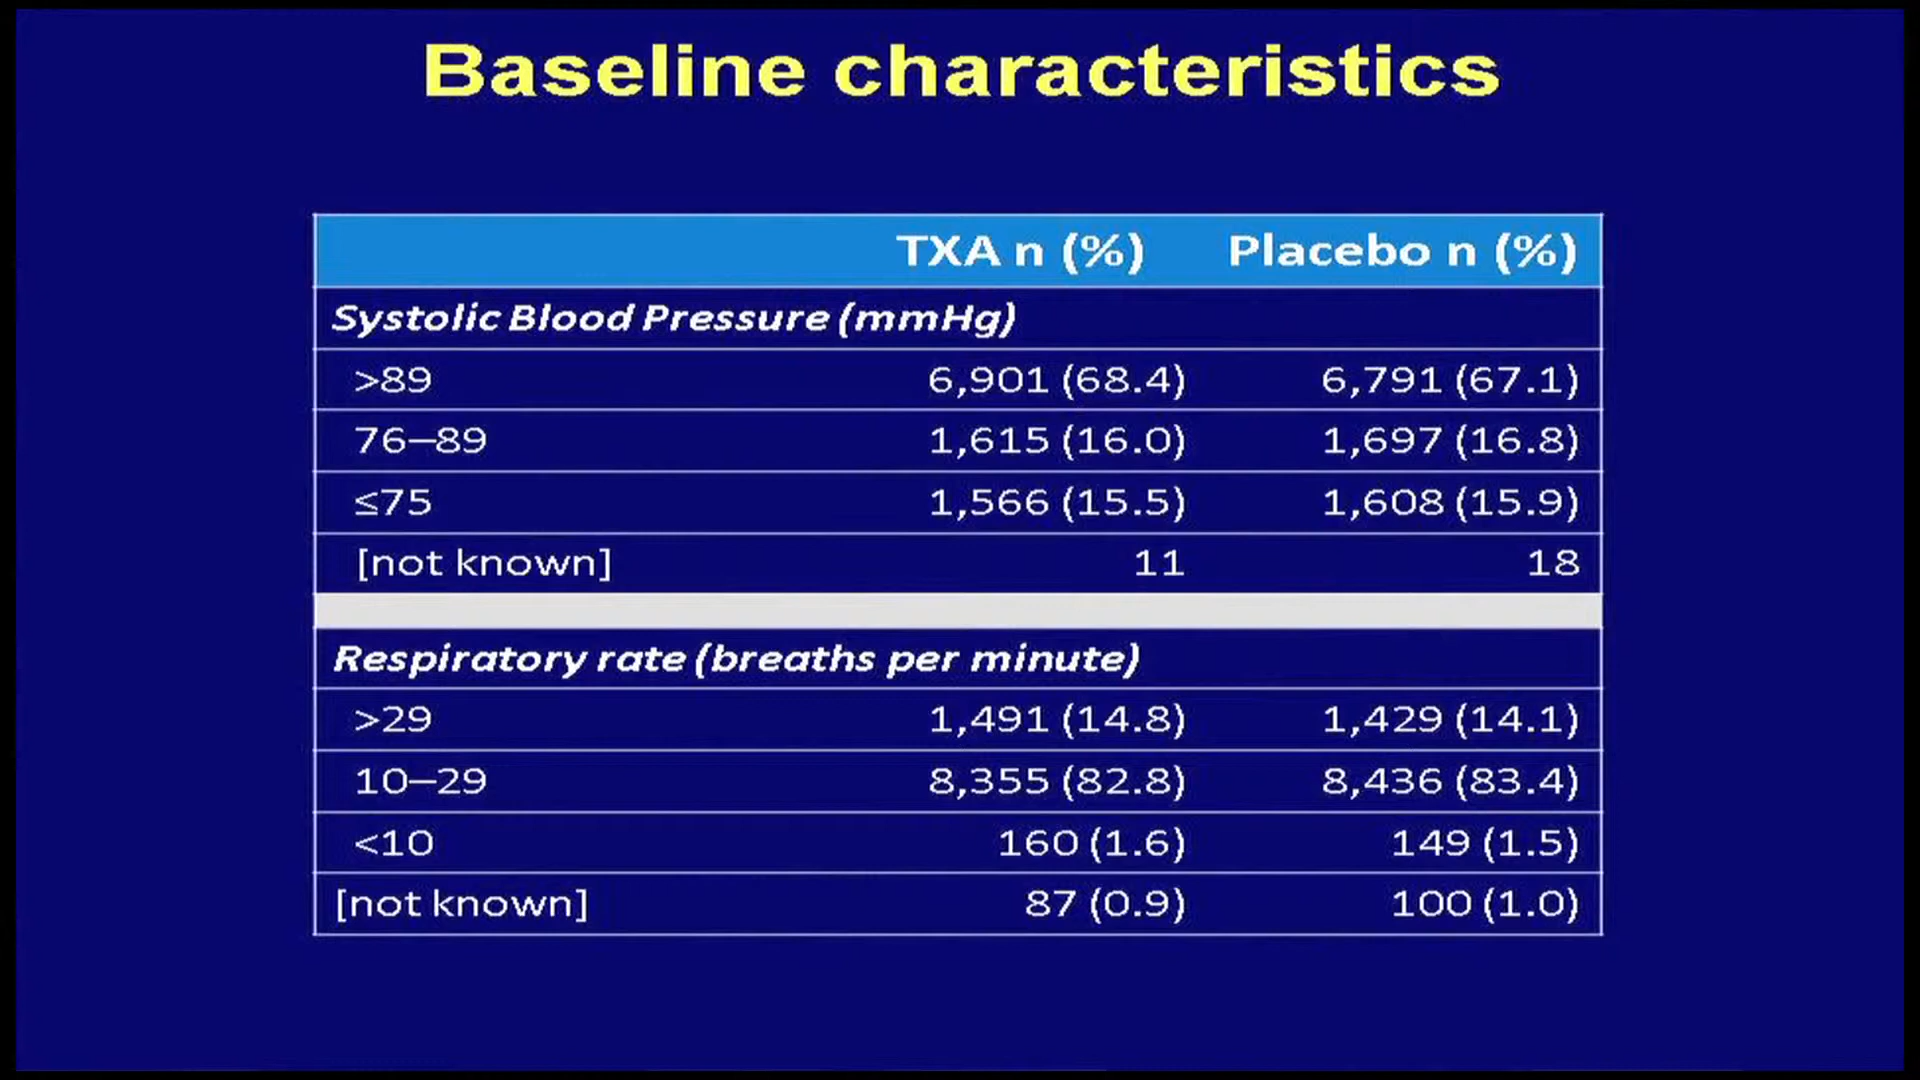 Baseline characteristics
TXA n (%) Placebo n (%)
Systolic Blood Pressure (mmHg)
>89 6,901 (68.4) 6,791 (67.1)
76–89 1,615 (16.0) 1,697 (16.8)
≤75 1,566 (15.5) 1,608 (15.9)
[not known] 11 18
Respiratory rate (breaths per minute)
>29 1,491 (14.8) 1,429 (14.1)
10–29 8,355 (82.8) 8,436 (83.4)
<10 160 (1.6) 149 (1.5)
[not known] 87 (0.9) 100 (1.0)